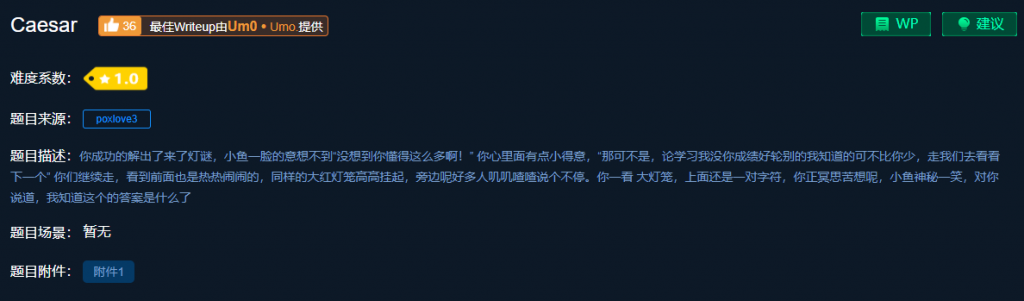 Caesar 36 最佳Writeup由Um0 • Umo.提供 WP 建议
难度系数： 1.0
题目来源： poxlove3
题目描述：你成功的解出了来了灯谜，小鱼一脸的意想不到“没想到你懂得这么多啊！” 你心里面有点小得意，“那可不是，论学习我没你成绩好轮别的我知道的可不比你少，走我们去看看
下一个” 你们继续走，看到前面也是热热闹闹的，同样的大红灯笼高高挂起，旁边呢好多人叽叽喳喳说个不停。你一看 大灯笼，上面还是一对字符，你正冥思苦想呢，小鱼神秘一笑，对你
说道，我知道这个的答案是什么了
题目场景： 暂无
题目附件： 附件1